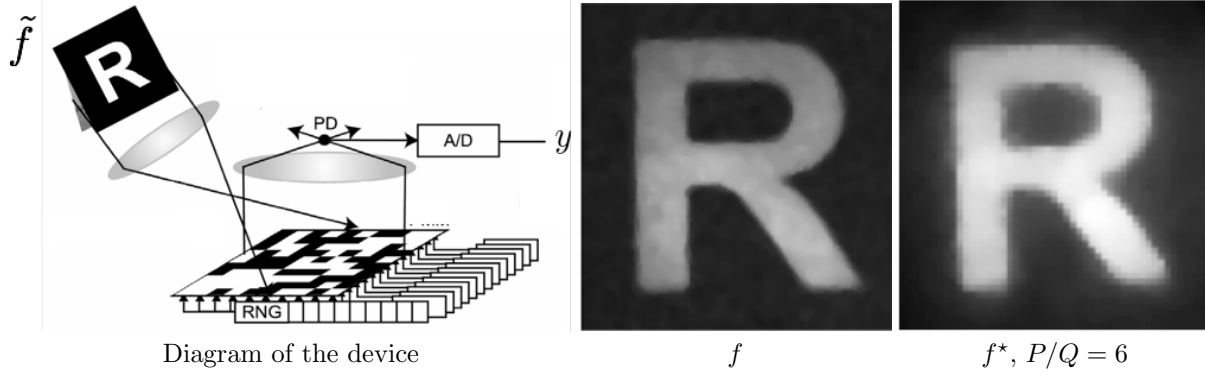 f̃
R
PD
A/D
y
RNG
R
R
Diagram of the device
f
f⋆, P/Q = 6